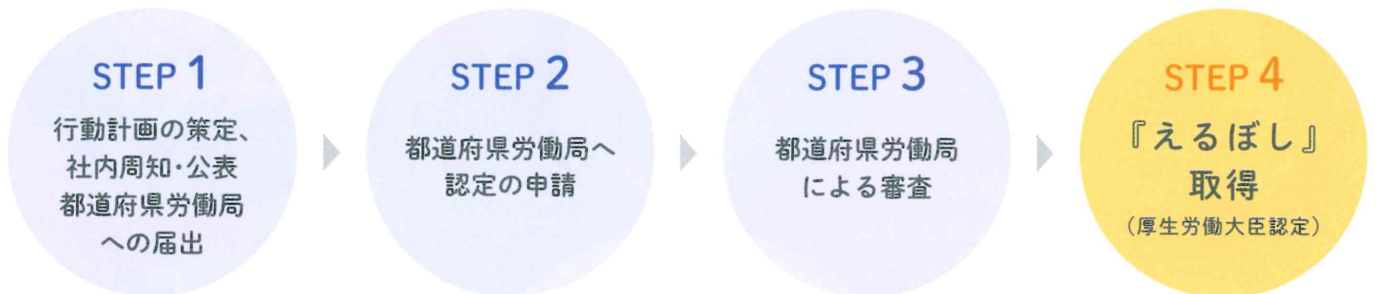 STEP 1
行動計画の策定、
社内周知・公表
都道府県労働局
への届出
STEP 2
都道府県労働局へ
認定の申請
STEP 3
都道府県労働局
による審査
STEP 4
『えるぼし』
取得
(厚生労働大臣認定)